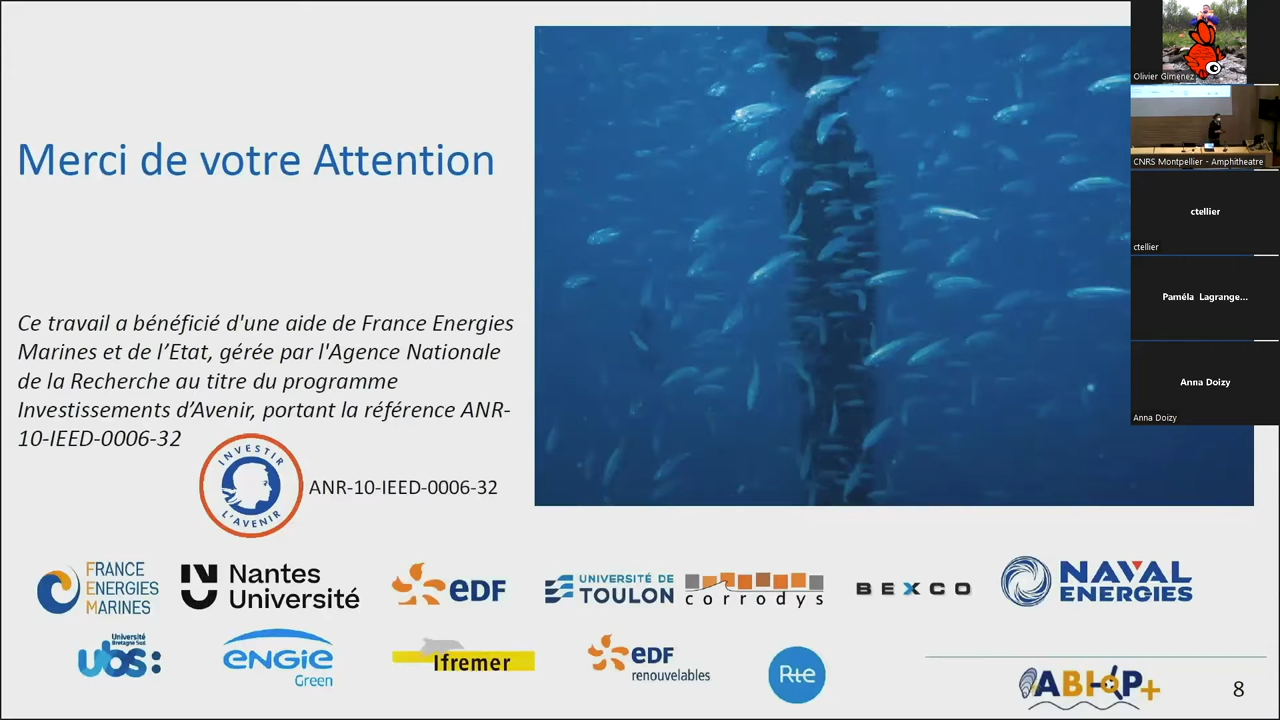 Merci de votre Attention
Ce travail a bénéficié d'une aide de France Energies
Marines et de l’Etat, gérée par l'Agence Nationale
de la Recherche au titre du programme
Investissements d’Avenir, portant la référence ANR-
10-IEED-0006-32
INVESTIR
L'AVENIR
ANR-10-IEED-0006-32
FRANCE
ENERGIES
MARINES
Nantes
Université
eDF
UNIVERSITÉ DE
TOULON
corrodys
BEXCO
NAVAL
ENERGIES
Université
Bretagne Sud
ubs:
ENGIE
Green
Ifremer
eDF
renouvelables
Rte
ABIOP+
8
Olivier Gimenez
CNRS Montpellier - Amphitheatre
ctellier
ctellier
Paméla Lagrange...
Anna Doizy
Anna Doizy